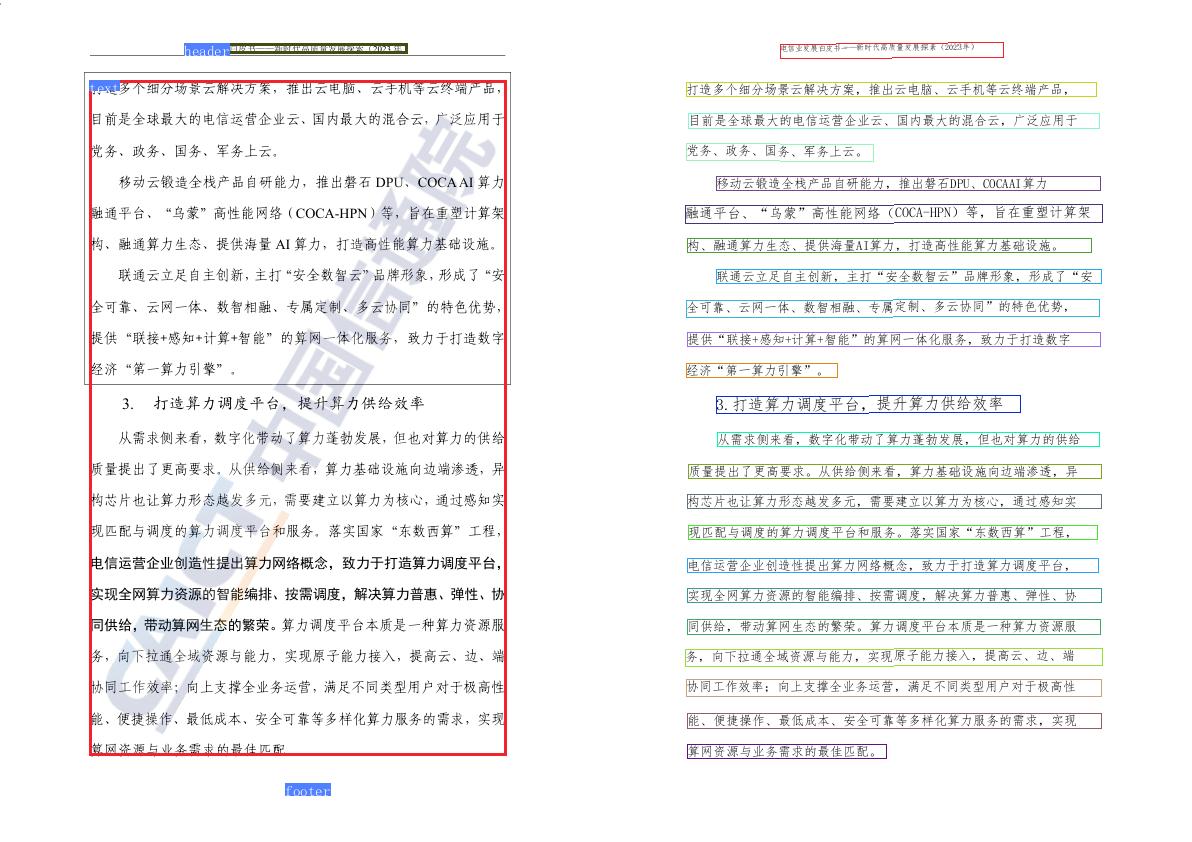 header
白皮书——新时代高质量发展探索（2023 年）
text
打造多个细分场景云解决方案，推出云电脑、云手机等云终端产品，
目前是全球最大的电信运营企业云、国内最大的混合云，广泛应用于
党务、政务、国务、军务上云。
移动云锻造全栈产品自研能力，推出磐石 DPU、COCA AI 算力
融通平台、“乌蒙”高性能网络（COCA-HPN）等，旨在重塑计算架
构、融通算力生态、提供海量 AI 算力，打造高性能算力基础设施。
联通云立足自主创新，主打“安全数智云”品牌形象，形成了“安
全可靠、云网一体、数智相融、专属定制、多云协同”的特色优势，
提供“联接+感知+计算+智能”的算网一体化服务，致力于打造数字
经济“第一算力引擎”。
3. 打造算力调度平台，提升算力供给效率
从需求侧来看，数字化带动了算力蓬勃发展，但也对算力的供给
质量提出了更高要求。从供给侧来看，算力基础设施向边端渗透，异
构芯片也让算力形态越发多元，需要建立以算力为核心，通过感知实
现匹配与调度的算力调度平台和服务。落实国家“东数西算”工程，
电信运营企业创造性提出算力网络概念，致力于打造算力调度平台，
实现全网算力资源的智能编排、按需调度，解决算力普惠、弹性、协
同供给，带动算网生态的繁荣。算力调度平台本质是一种算力资源服
务，向下拉通全域资源与能力，实现原子能力接入，提高云、边、端
协同工作效率；向上支撑全业务运营，满足不同类型用户对于极高性
能、便捷操作、最低成本、安全可靠等多样化算力服务的需求，实现
算网资源与业务需求的最佳匹配
footer
CAICT 中国信通院
电信业发展白皮书——新时代高质量发展探索（2023年）
打造多个细分场景云解决方案，推出云电脑、云手机等云终端产品，
目前是全球最大的电信运营企业云、国内最大的混合云，广泛应用于
党务、政务、国务、军务上云。
移动云锻造全栈产品自研能力，推出磐石DPU、COCAAI算力
融通平台、“乌蒙”高性能网络（COCA-HPN）等，旨在重塑计算架
构、融通算力生态、提供海量AI算力，打造高性能算力基础设施。
联通云立足自主创新，主打“安全数智云”品牌形象，形成了“安
全可靠、云网一体、数智相融、专属定制、多云协同”的特色优势，
提供“联接+感知+计算+智能”的算网一体化服务，致力于打造数字
经济“第一算力引擎”。
3. 打造算力调度平台，提升算力供给效率
从需求侧来看，数字化带动了算力蓬勃发展，但也对算力的供给
质量提出了更高要求。从供给侧来看，算力基础设施向边端渗透，异
构芯片也让算力形态越发多元，需要建立以算力为核心，通过感知实
现匹配与调度的算力调度平台和服务。落实国家“东数西算”工程，
电信运营企业创造性提出算力网络概念，致力于打造算力调度平台，
实现全网算力资源的智能编排、按需调度，解决算力普惠、弹性、协
同供给，带动算网生态的繁荣。算力调度平台本质是一种算力资源服
务，向下拉通全域资源与能力，实现原子能力接入，提高云、边、端
协同工作效率；向上支撑全业务运营，满足不同类型用户对于极高性
能、便捷操作、最低成本、安全可靠等多样化算力服务的需求，实现
算网资源与业务需求的最佳匹配。